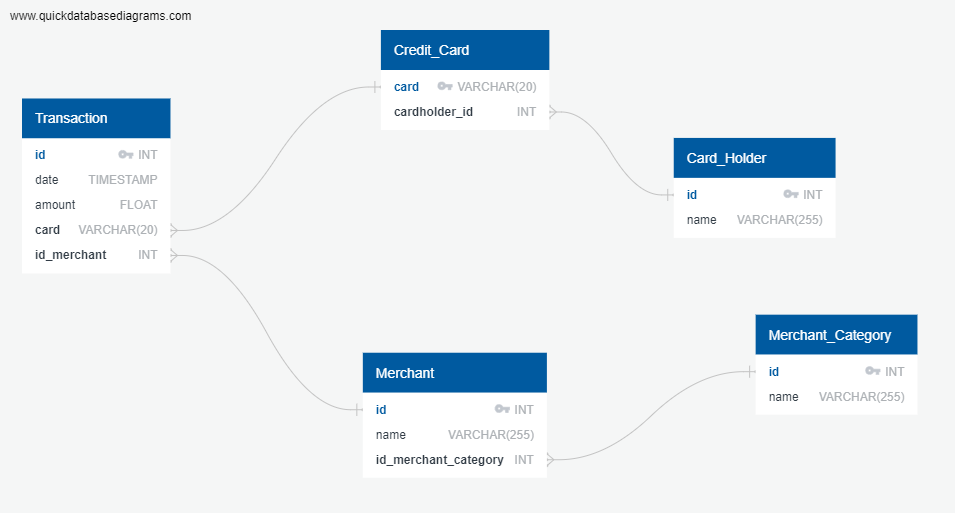 www.quickdatabasediagrams.com
Credit_Card
card VARCHAR(20)
cardholder_id INT
Transaction
id INT
date TIMESTAMP
amount FLOAT
card VARCHAR(20)
id_merchant INT
Card_Holder
id INT
name VARCHAR(255)
Merchant
id INT
name VARCHAR(255)
id_merchant_category INT
Merchant_Category
id INT
name VARCHAR(255)